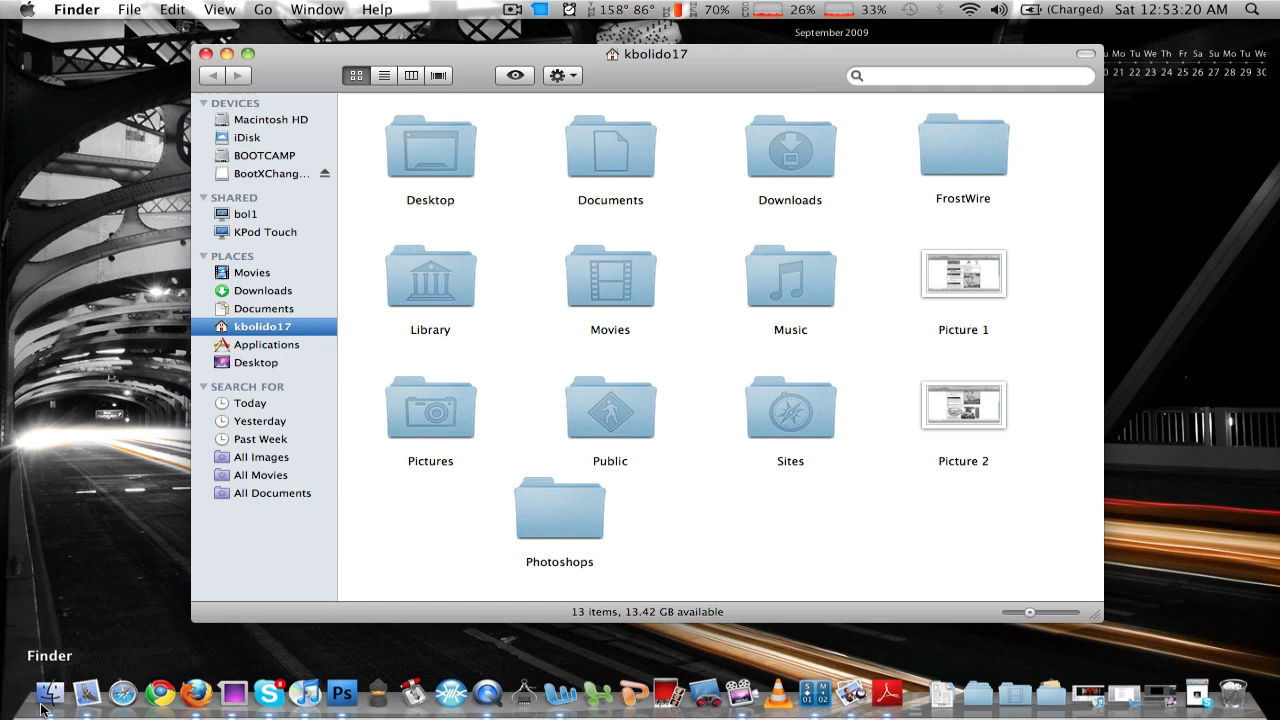 Finder File Edit View Go Window Help 158° 86° 70% 26% 33% (Charged) Sat 12:53:20 AM
September 2009
Mo Tu We Th Fr Sa Su Mo Tu We
21 22 23 24 25 26 27 28 29 30
kbolido17
DEVICES
Macintosh HD
iDisk
BOOTCAMP
BootXChang...
SHARED
bol1
KPod Touch
PLACES
Movies
Downloads
Documents
kbolido17
Applications
Desktop
SEARCH FOR
Today
Yesterday
Past Week
All Images
All Movies
All Documents
Desktop Documents Downloads FrostWire
Library Movies Music Picture 1
Pictures Public Sites Picture 2
Photoshops
13 items, 13.42 GB available
Finder
Ps